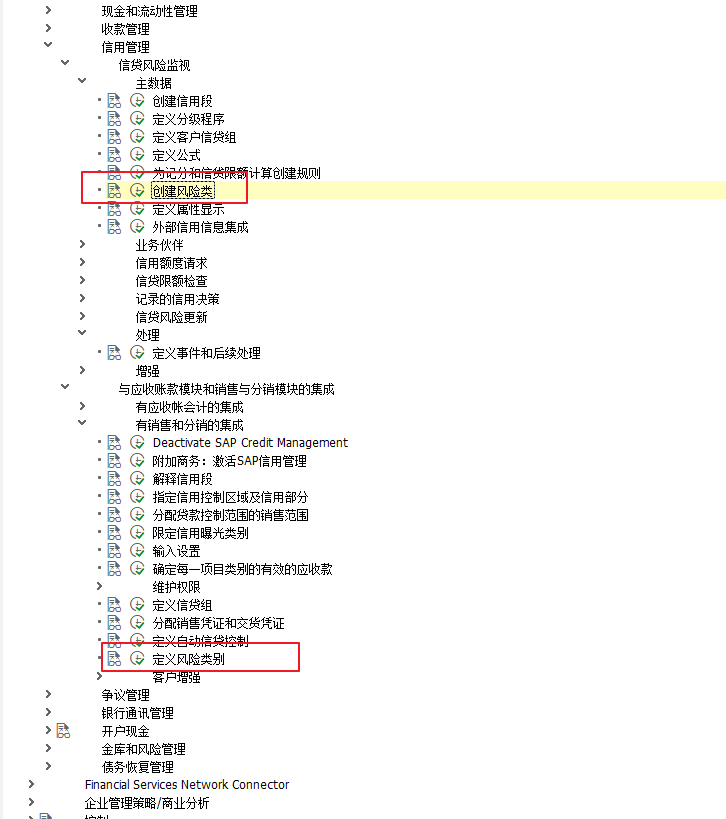 现金和流动性管理
收款管理
信用管理
信贷风险监视
主数据
创建信用段
定义分级程序
定义客户信贷组
定义公式
为记分和信贷限额计算创建规则
创建风险类
定义属性显示
外部信用信息集成
业务伙伴
信用额度请求
信贷限额检查
记录的信用决策
信贷风险更新
处理
定义事件和后续处理
增强
与应收账款模块和销售与分销模块的集成
有应收帐会计的集成
有销售和分销的集成
Deactivate SAP Credit Management
附加商务：激活SAP信用管理
解释信用段
指定信用控制区域及信用部分
分配贷款控制范围的销售范围
限定信用曝光类别
输入设置
确定每一项目类别的有效的应收款
维护权限
定义信贷组
分配销售凭证和交货凭证
定义自动信贷控制
定义风险类别
客户增强
争议管理
银行通讯管理
开户现金
金库和风险管理
债务恢复管理
Financial Services Network Connector
企业管理策略/商业分析